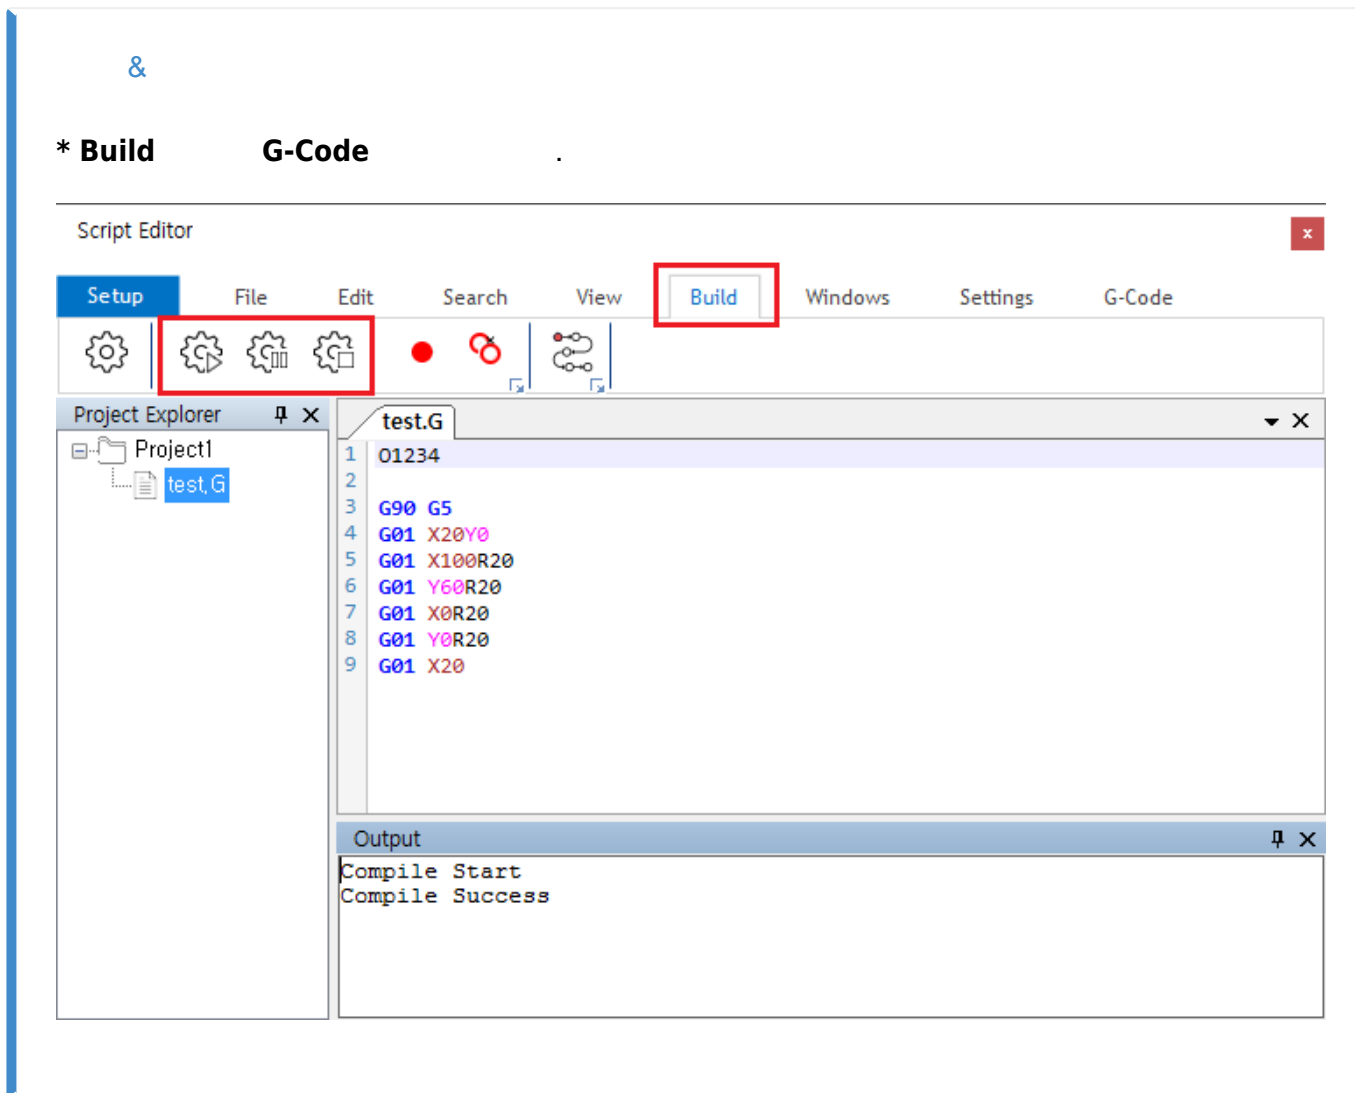 &
* Build G-Code .
Script Editor
x
Setup File Edit Search View Build Windows Settings G-Code
Project Explorer
Project1
test.G
test.G
1 O1234
2
3 G90 G5
4 G01 X20Y0
5 G01 X100R20
6 G01 Y60R20
7 G01 X0R20
8 G01 Y0R20
9 G01 X20
Output
Compile Start
Compile Success